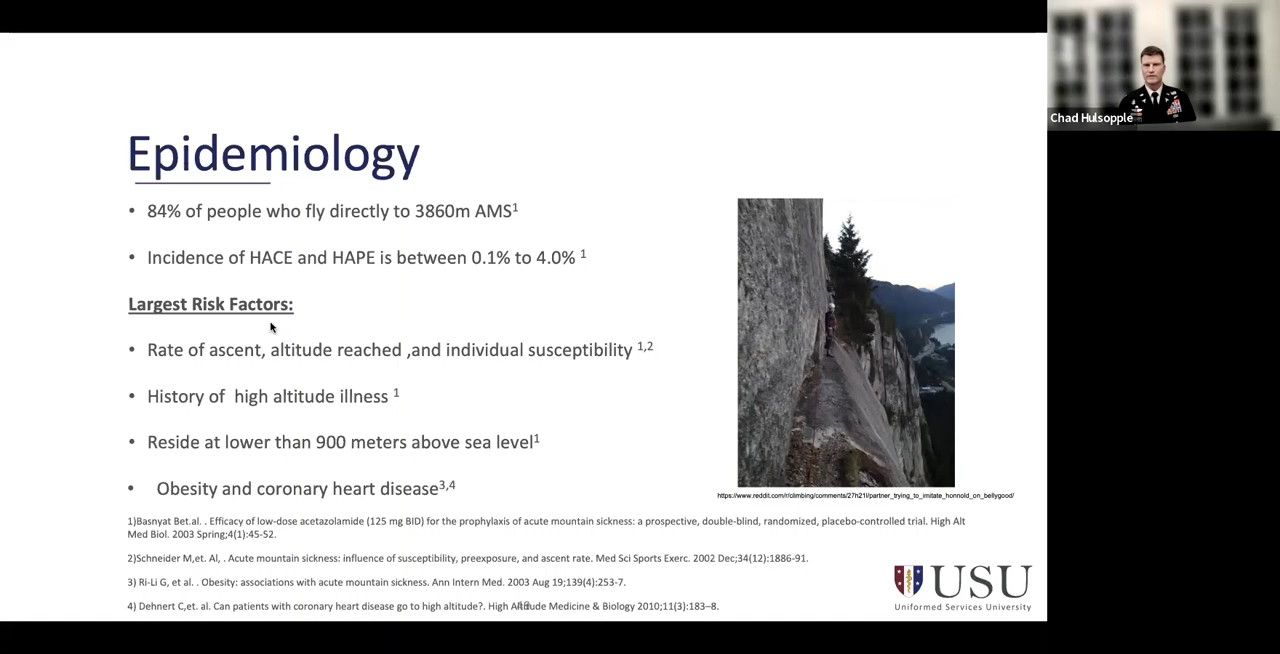 Epidemiology
• 84% of people who fly directly to 3860m AMS1
• Incidence of HACE and HAPE is between 0.1% to 4.0% 1
Largest Risk Factors:
• Rate of ascent, altitude reached ,and individual susceptibility 1,2
• History of  high altitude illness 1
• Reside at lower than 900 meters above sea level1
• Obesity and coronary heart disease3,4
https://www.reddit.com/r/climbing/comments/27h21l/partner_trying_to_imitate_honnold_on_bellygood/
1)Basnyat Bet.al. . Efficacy of low-dose acetazolamide (125 mg BID) for the prophylaxis of acute mountain sickness: a prospective, double-blind, randomized, placebo-controlled trial. High Alt
Med Biol. 2003 Spring;4(1):45-52.
2)Schneider M,et. Al, . Acute mountain sickness: influence of susceptibility, preexposure, and ascent rate. Med Sci Sports Exerc. 2002 Dec;34(12):1886-91.
3) Ri-Li G, et al. . Obesity: associations with acute mountain sickness. Ann Intern Med. 2003 Aug 19;139(4):253-7.
4) Dehnert C,et. al. Can patients with coronary heart disease go to high altitude?. High Altitude Medicine & Biology 2010;11(3):183–8.
USU
Uniformed Services University
Chad Hulsopple